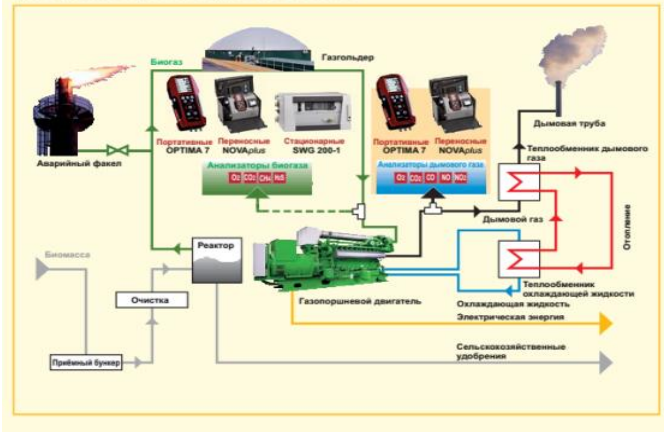 Биогаз
Газгольдер
Аварийный факел
Портативные
OPTIMA 7
Переносные
NOVAplus
Стационарные
SWG 200-1
Портативные
OPTIMA 7
Переносные
NOVAplus
Дымовая труба
Анализаторы биогаза
O2 CO2 CH4 H2S
Анализаторы дымового газа
O2 CO2 CO NO NO2
Теплообменник дымового
газа
Дымовой газ
Отопление
Биомасса
Реактор
Очистка
Приёмный бункер
Газопоршневой двигатель
Теплообменник
охлаждающей жидкости
Охлаждающая жидкость
Электрическая энергия
Сельскохозяйственные
удобрения